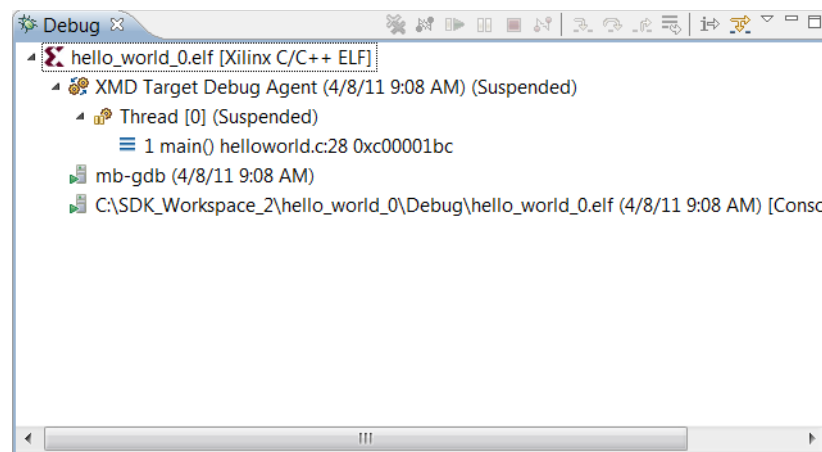 Debug
hello_world_0.elf [Xilinx C/C++ ELF]
XMD Target Debug Agent (4/8/11 9:08 AM) (Suspended)
Thread [0] (Suspended)
1 main() helloworld.c:28 0xc00001bc
mb-gdb (4/8/11 9:08 AM)
C:\SDK_Workspace_2\hello_world_0\Debug\hello_world_0.elf (4/8/11 9:08 AM) [Consc